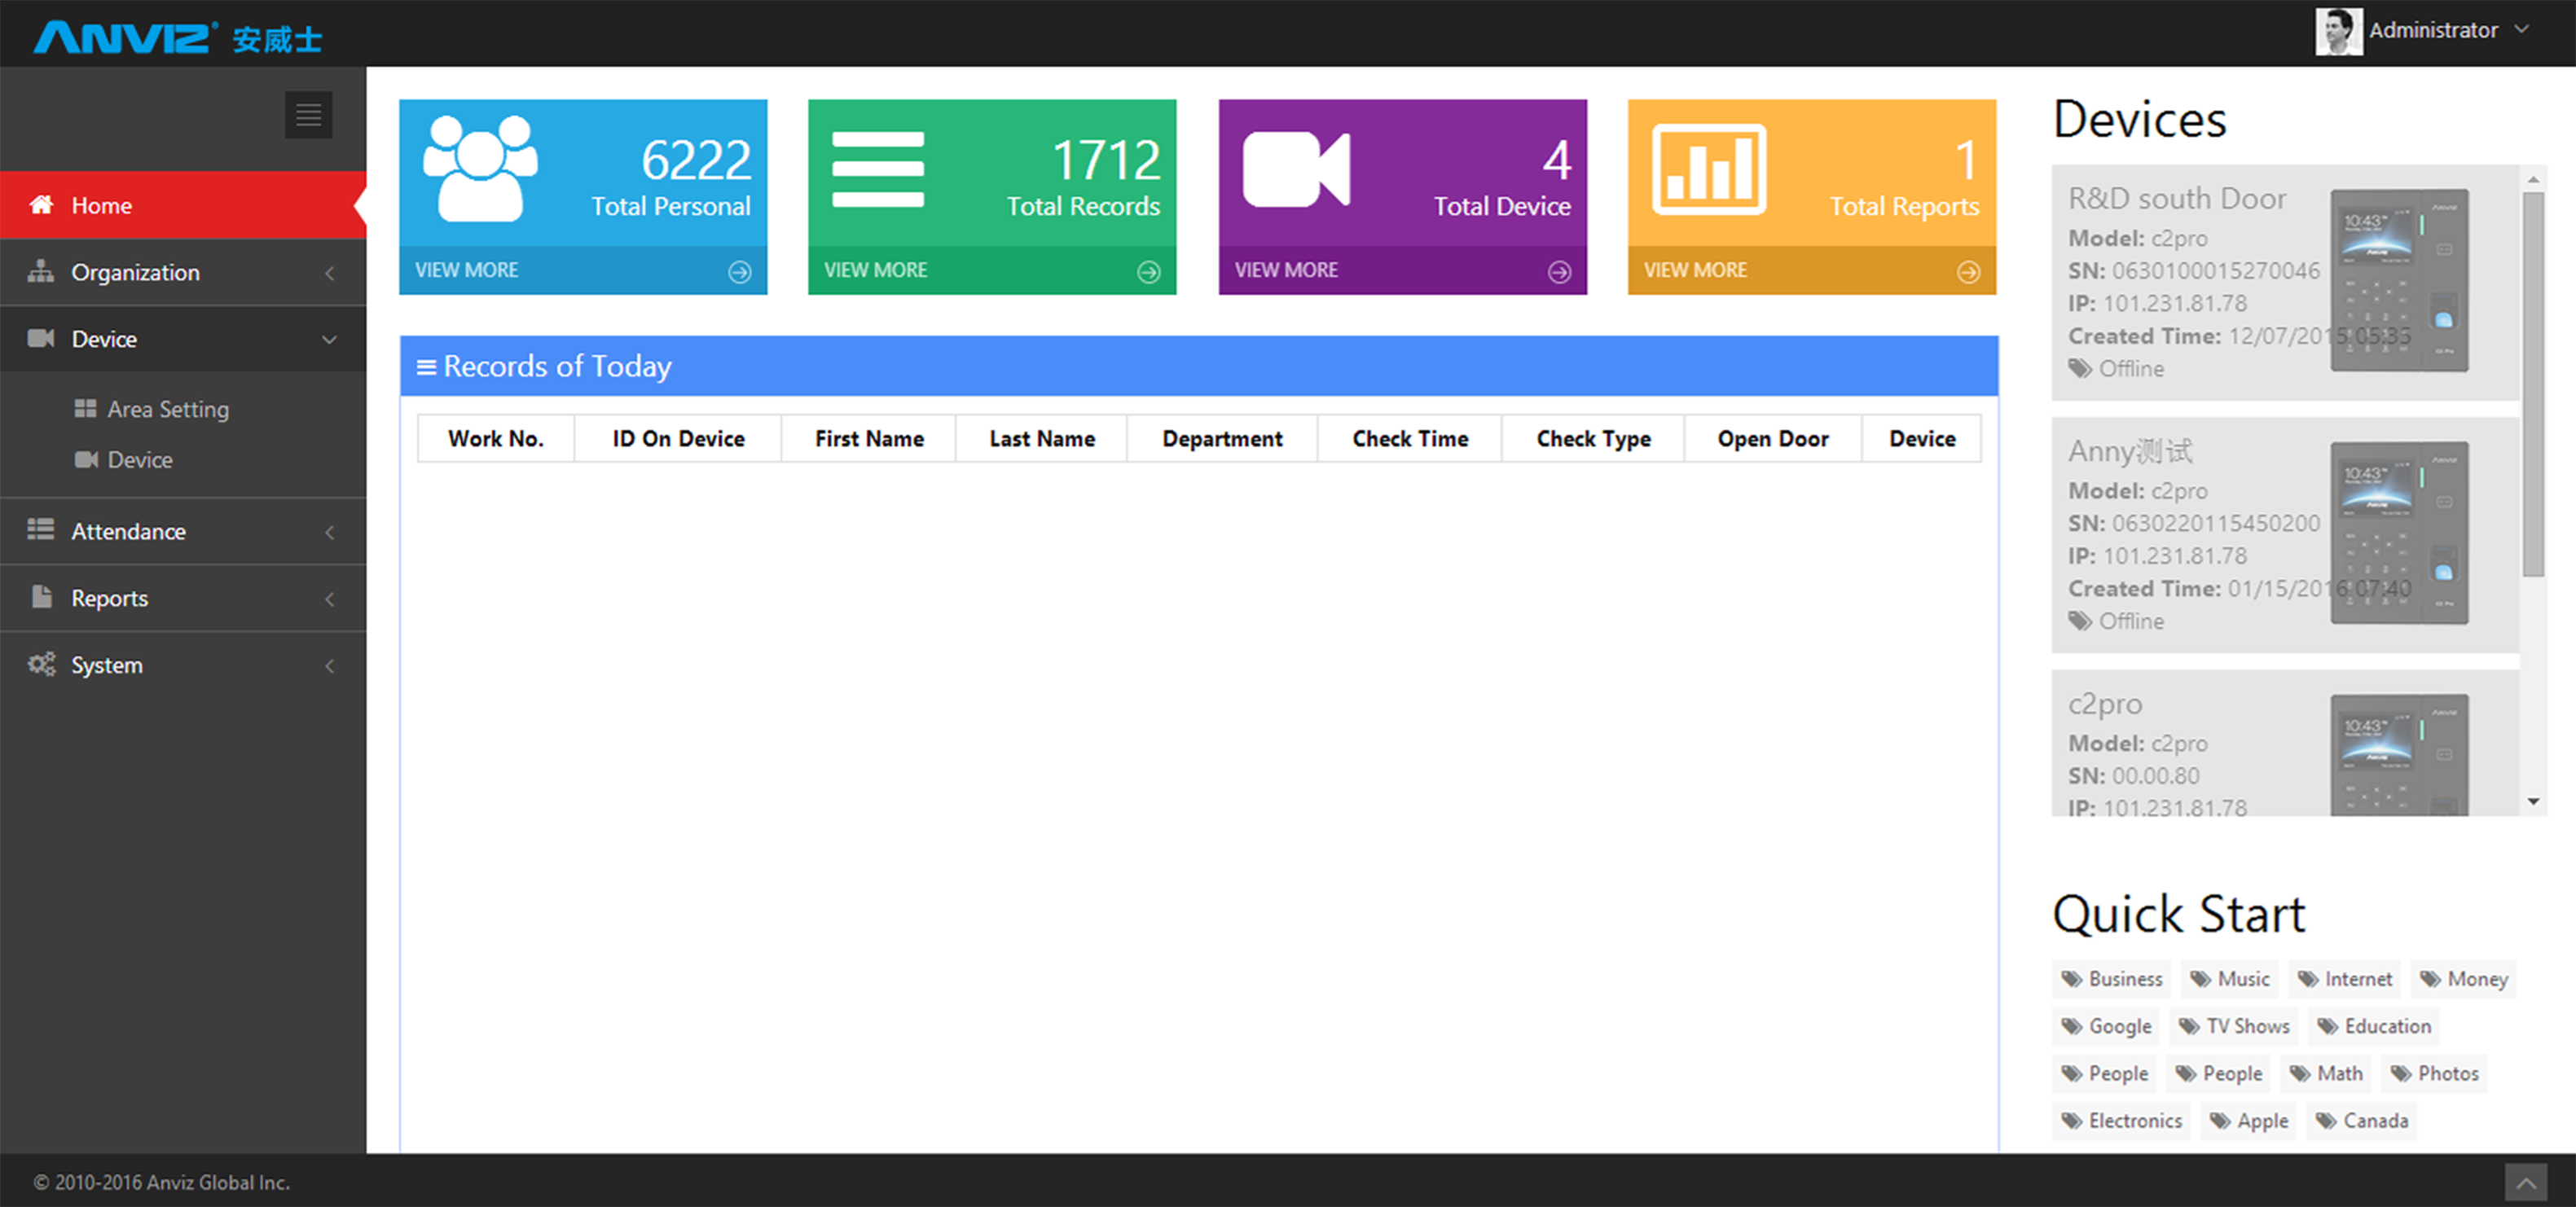 ANVIZ® 安威士
Administrator
Home
Organization
Device
Area Setting
Device
Attendance
Reports
System
6222
Total Personal
VIEW MORE
1712
Total Records
VIEW MORE
4
Total Device
VIEW MORE
1
Total Reports
VIEW MORE
Records of Today
Work No. ID On Device First Name Last Name Department Check Time Check Type Open Door Device
Devices
R&D south Door
Model: c2pro
SN: 0630100015270046
IP: 101.231.81.78
Created Time: 12/07/2015 05:35
Offline
10:43
Anny测试
Model: c2pro
SN: 0630220115450200
IP: 101.231.81.78
Created Time: 01/15/2016 07:40
Offline
10:43
c2pro
Model: c2pro
SN: 00.00.80
IP: 101.231.81.78
10:43
Quick Start
Business Music Internet Money
Google TV Shows Education
People People Math Photos
Electronics Apple Canada
© 2010-2016 Anviz Global Inc.